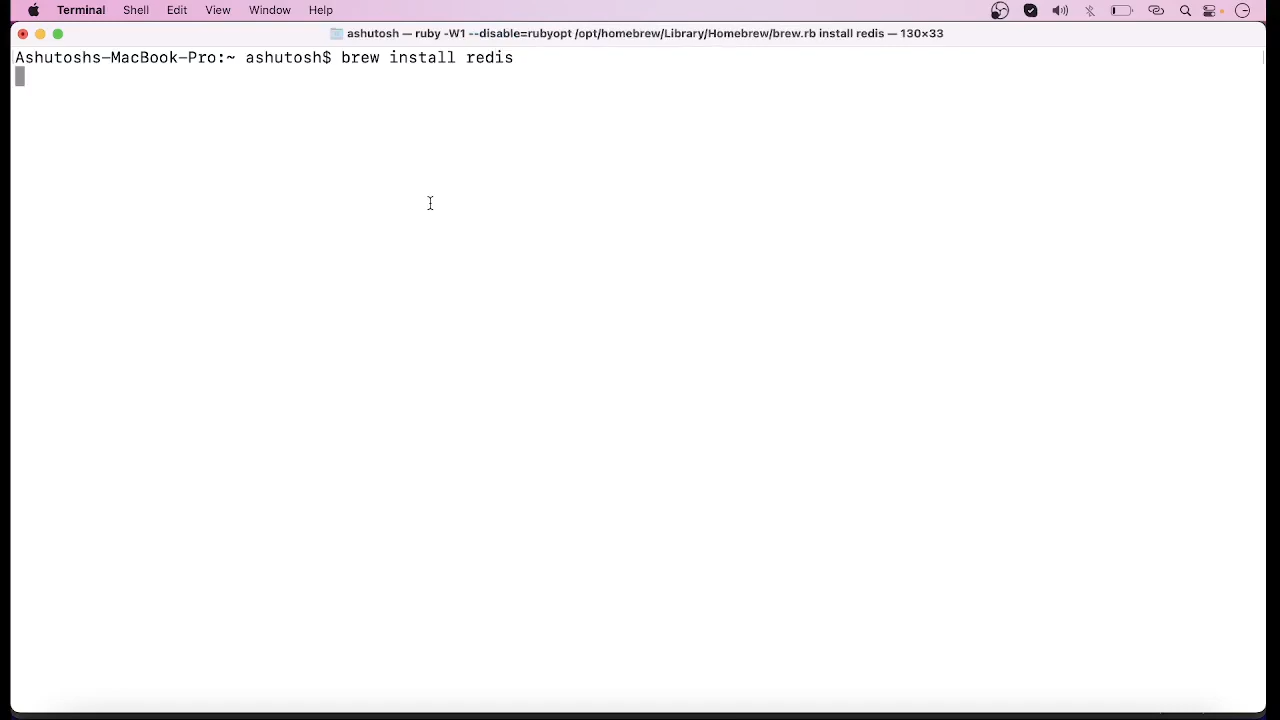 Terminal Shell Edit View Window Help
ashutosh — ruby -W1 --disable=rubyopt /opt/homebrew/Library/Homebrew/brew.rb install redis — 130×33
Ashutoshs-MacBook-Pro:~ ashutosh$ brew install redis